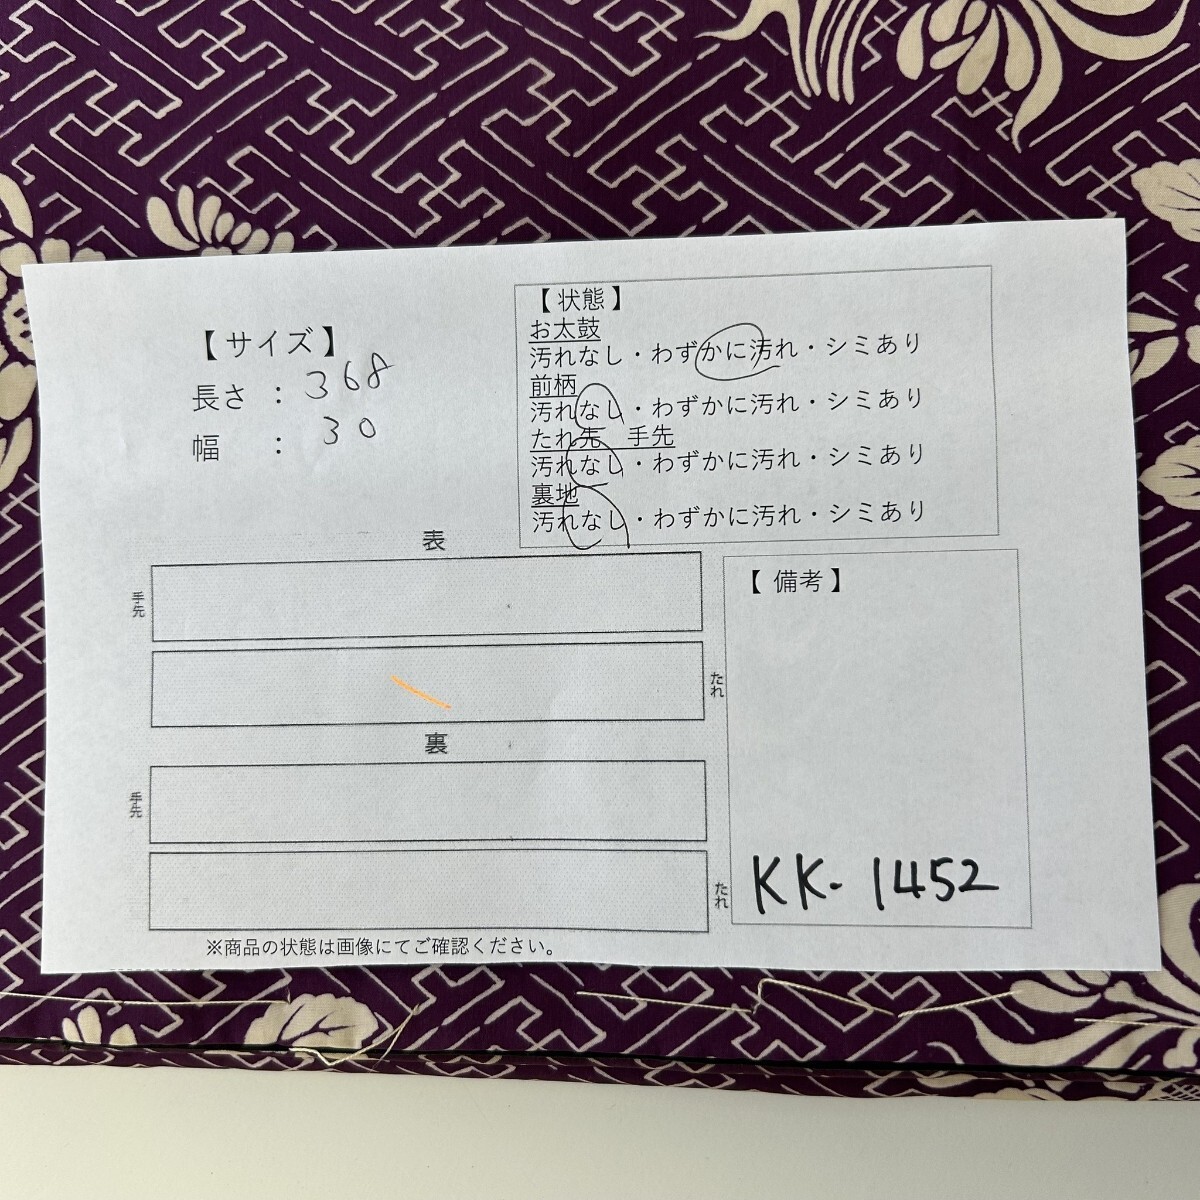 【サイズ】
長さ : 368
幅 : 30
【状態】
お太鼓
汚れなし・わずかに汚れ・シミあり
前柄
汚れなし・わずかに汚れ・シミあり
たれ先 手先
汚れなし・わずかに汚れ・シミあり
裏地
汚れなし・わずかに汚れ・シミあり
表
手先
たれ
裏
手先
たれ
※商品の状態は画像にてご確認ください。
【備考】
KK-1452